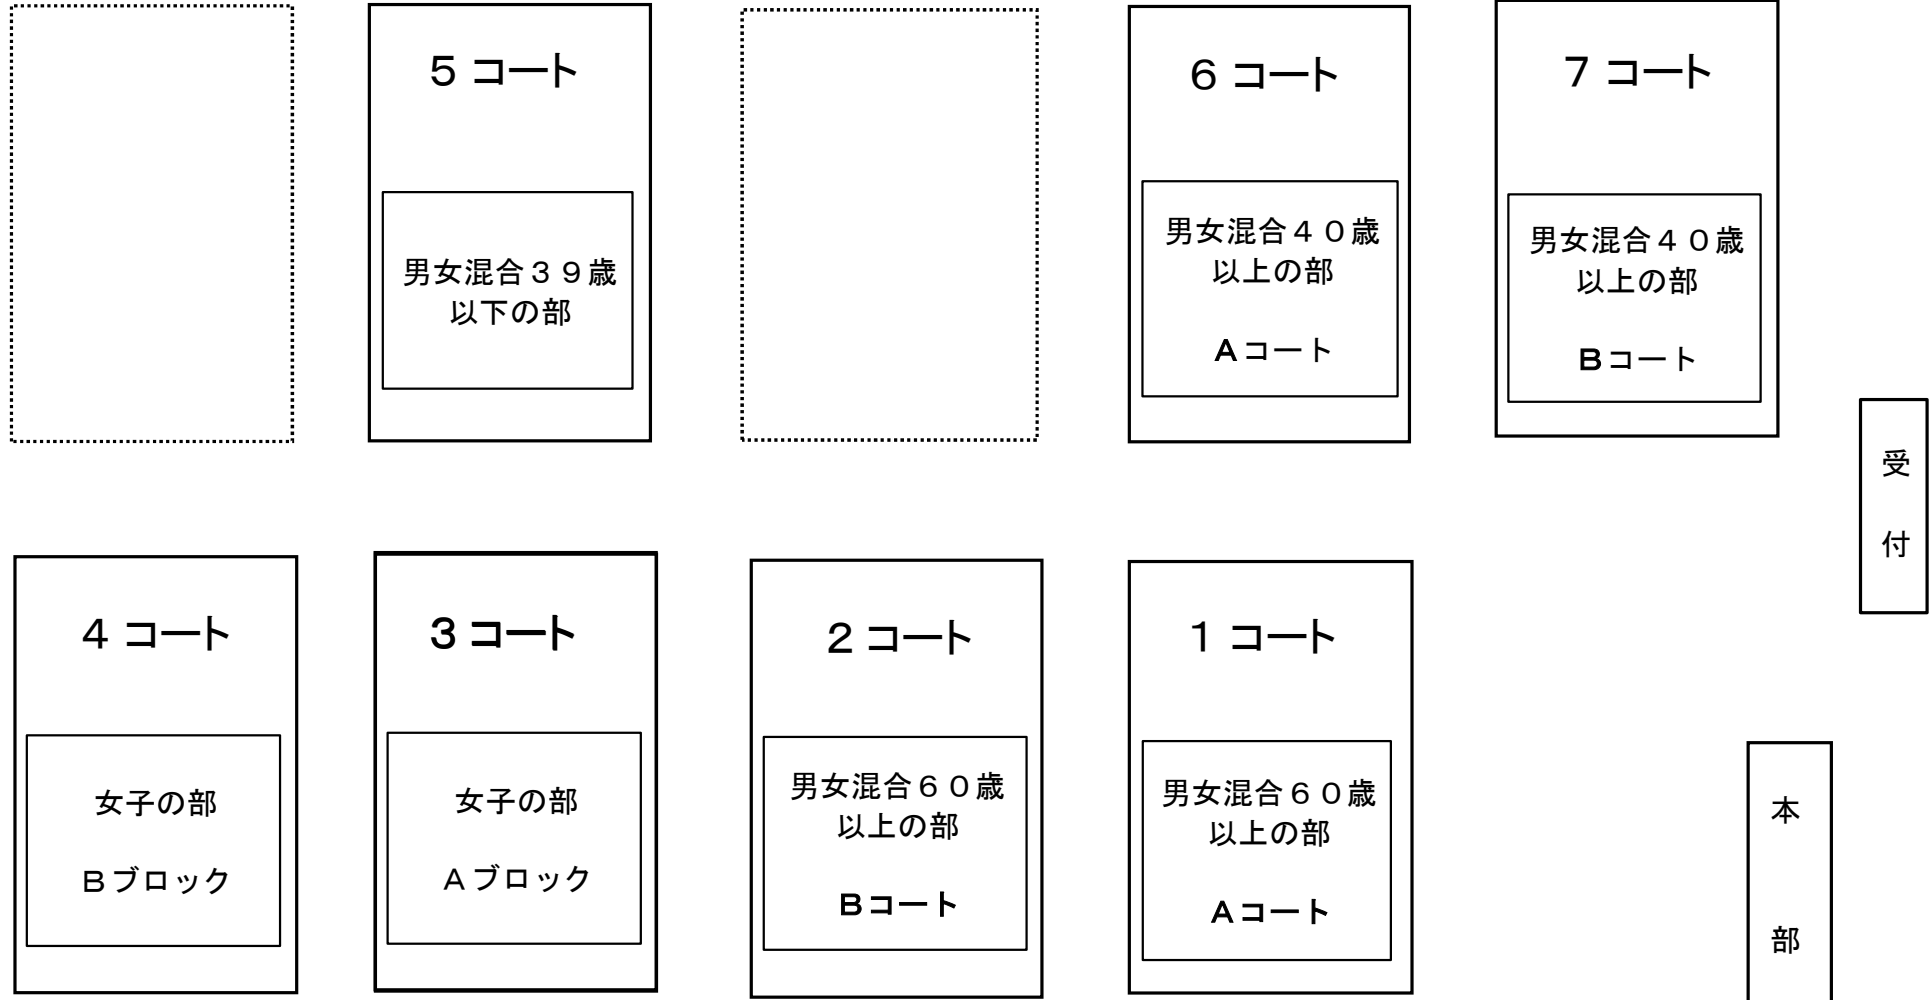 ５コート
男女混合３９歳
以下の部
６コート
男女混合４０歳
以上の部
Ａコート
７コート
男女混合４０歳
以上の部
Ｂコート
受
付
４コート
女子の部
Ｂブロック
３コート
女子の部
Ａブロック
２コート
男女混合６０歳
以上の部
Ｂコート
１コート
男女混合６０歳
以上の部
Ａコート
本
部